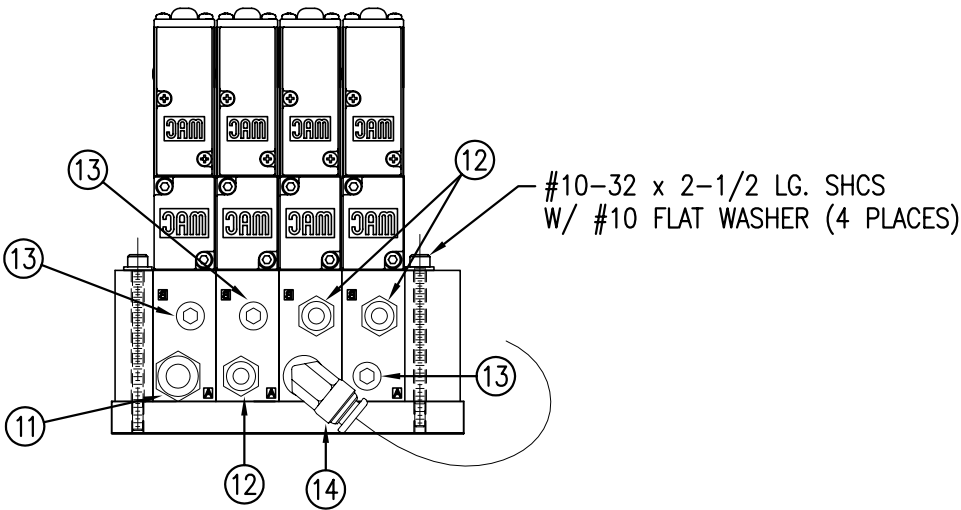 MAC MAC MAC MAC
13
12
#10-32 x 2-1/2 LG. SHCS
MAC MAC MAC MAC
W/ #10 FLAT WASHER (4 PLACES)
13
B B B B
13
A A A
11
12
14